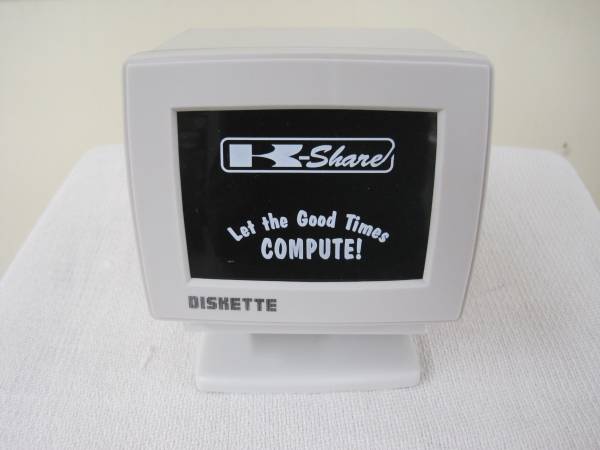 K-Share
Let the Good Times
COMPUTE!
DISKETTE